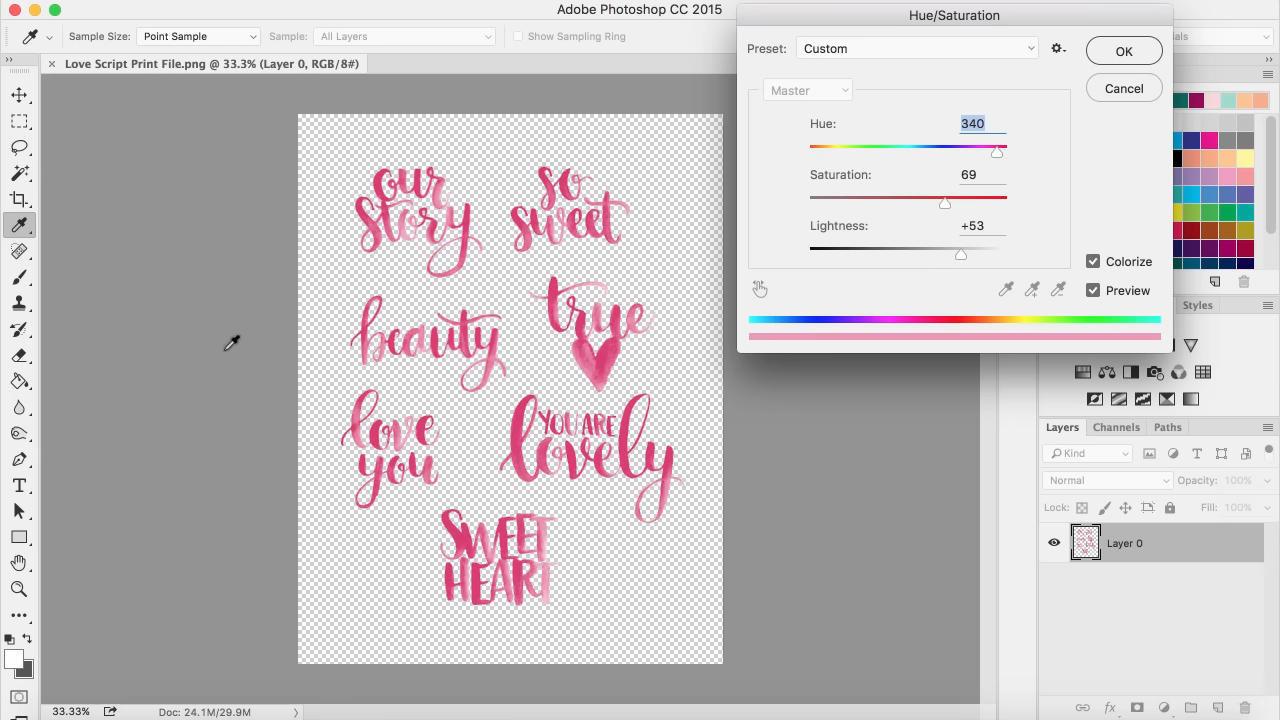 Adobe Photoshop CC 2015
Hue/Saturation
Sample Size: Point Sample
Sample: All Layers
Show Sampling Ring
Preset: Custom
OK
Love Script Print File.png @ 33.3% (Layer 0, RGB/8#)
Master
Cancel
Hue: 340
Saturation: 69
Lightness: +53
Colorize
Preview
our
Story
so
sweet
beauty
true
love
you
YOU ARE
lovely
SWEET
HEART
Styles
Layers Channels Paths
Kind
Normal Opacity: 100%
Lock: Fill: 100%
Layer 0
33.33% Doc: 24.1M/29.9M